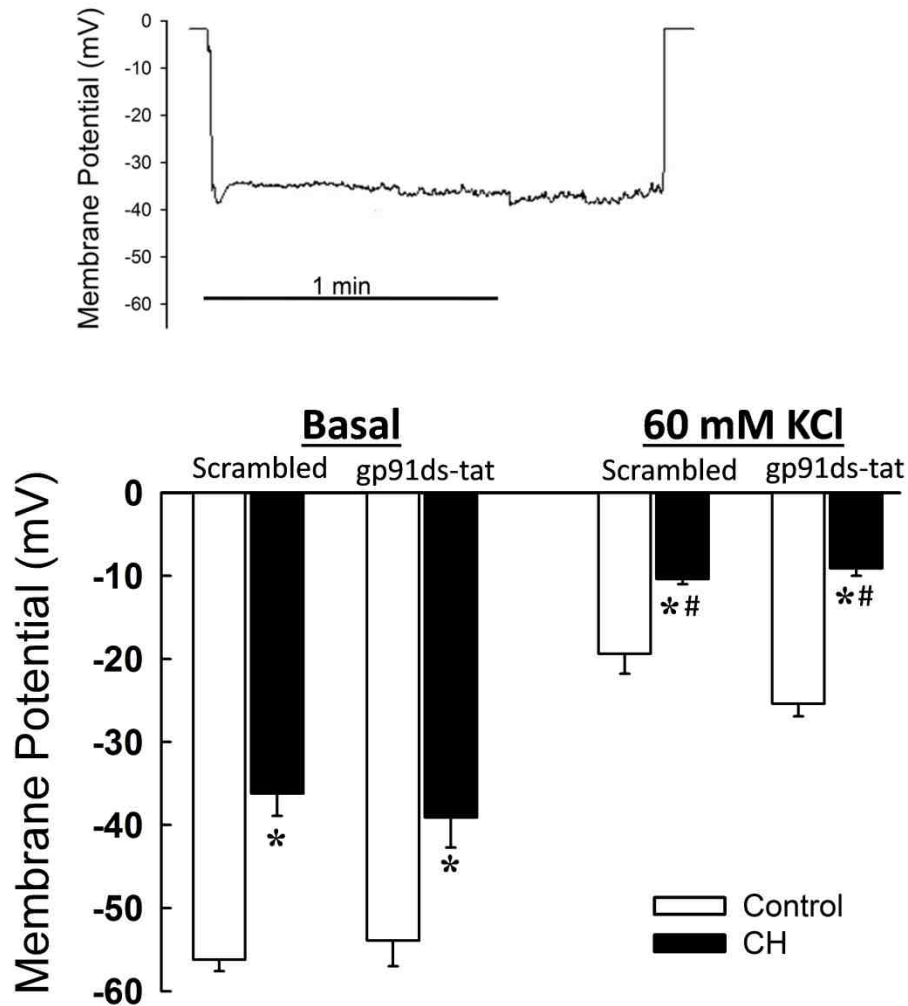 Membrane Potential (mV)
0
-10
-20
-30
-40
-50
-60
1 min
Basal
60 mM KCl
Scrambled
gp91ds-tat
Scrambled
gp91ds-tat
Membrane Potential (mV)
0
-10
-20
-30
-40
-50
-60
*
*
*#
*#
Control
CH